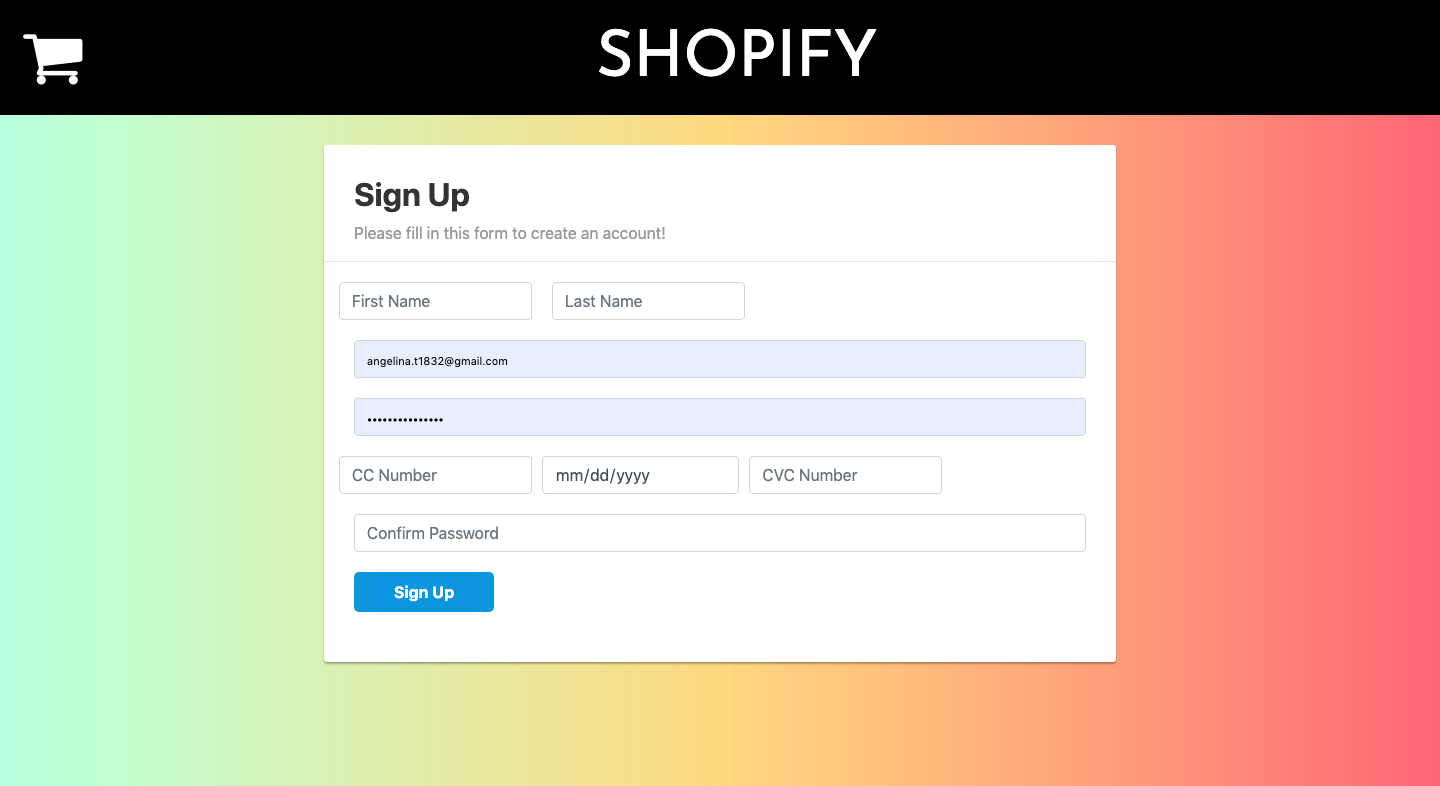 SHOPIFY
Sign Up
Please fill in this form to create an account!
First Name Last Name
angelina.t1832@gmail.com
•••••••••••••••
CC Number mm/dd/yyyy CVC Number
Confirm Password
Sign Up